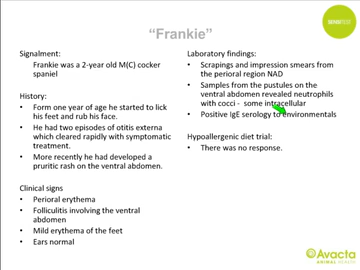 "Frankie"
Signalment:
Frankie was a 2-year old M(C) cocker
spaniel
History:
• Form one year of age he started to lick
his feet and rub his face.
• He had two episodes of otitis externa
which cleared rapidly with symptomatic
treatment.
• More recently he had developed a
pruritic rash on the ventral abdomen.
Clinical signs
• Perioral erythema
• Folliculitis involving the ventral
abdomen
• Mild erythema of the feet
• Ears normal
Laboratory findings:
• Scrapings and impression smears from
the perioral region NAD
• Samples from the pustules on the
ventral abdomen revealed neutrophils
with cocci - some intracellular
• Positive IgE serology to environmentals
Hypoallergenic diet trial:
• There was no response.
Avacta
ANIMAL HEALTH